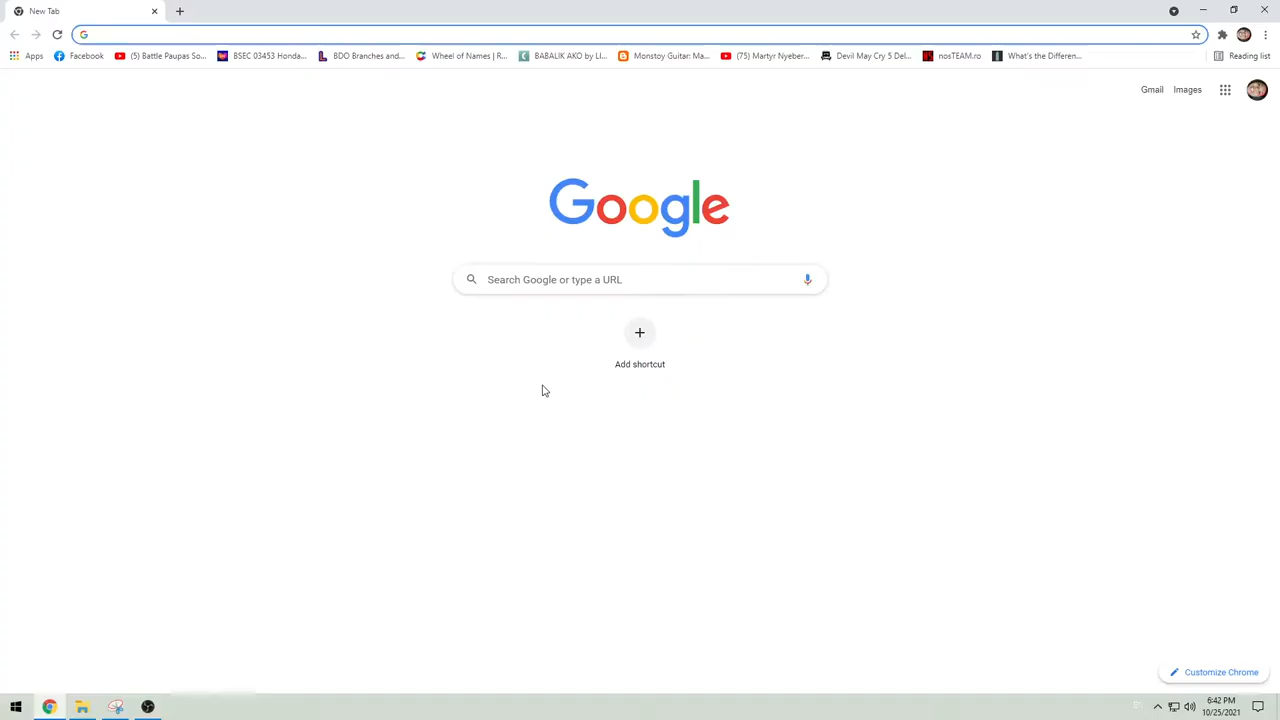 New Tab
Apps Facebook (5) Battle Paupas So... BSEC 03453 Honda... BDO Branches and... Wheel of Names | R... BABALIK AKO by LI... Monstoy Guitar: Ma... (75) Martyr Nyeber... Devil May Cry 5 Del... nosTEAM.ro What's the Differen... Reading list
Gmail Images
Google
Search Google or type a URL
Add shortcut
Customize Chrome
6:42 PM
10/25/2021